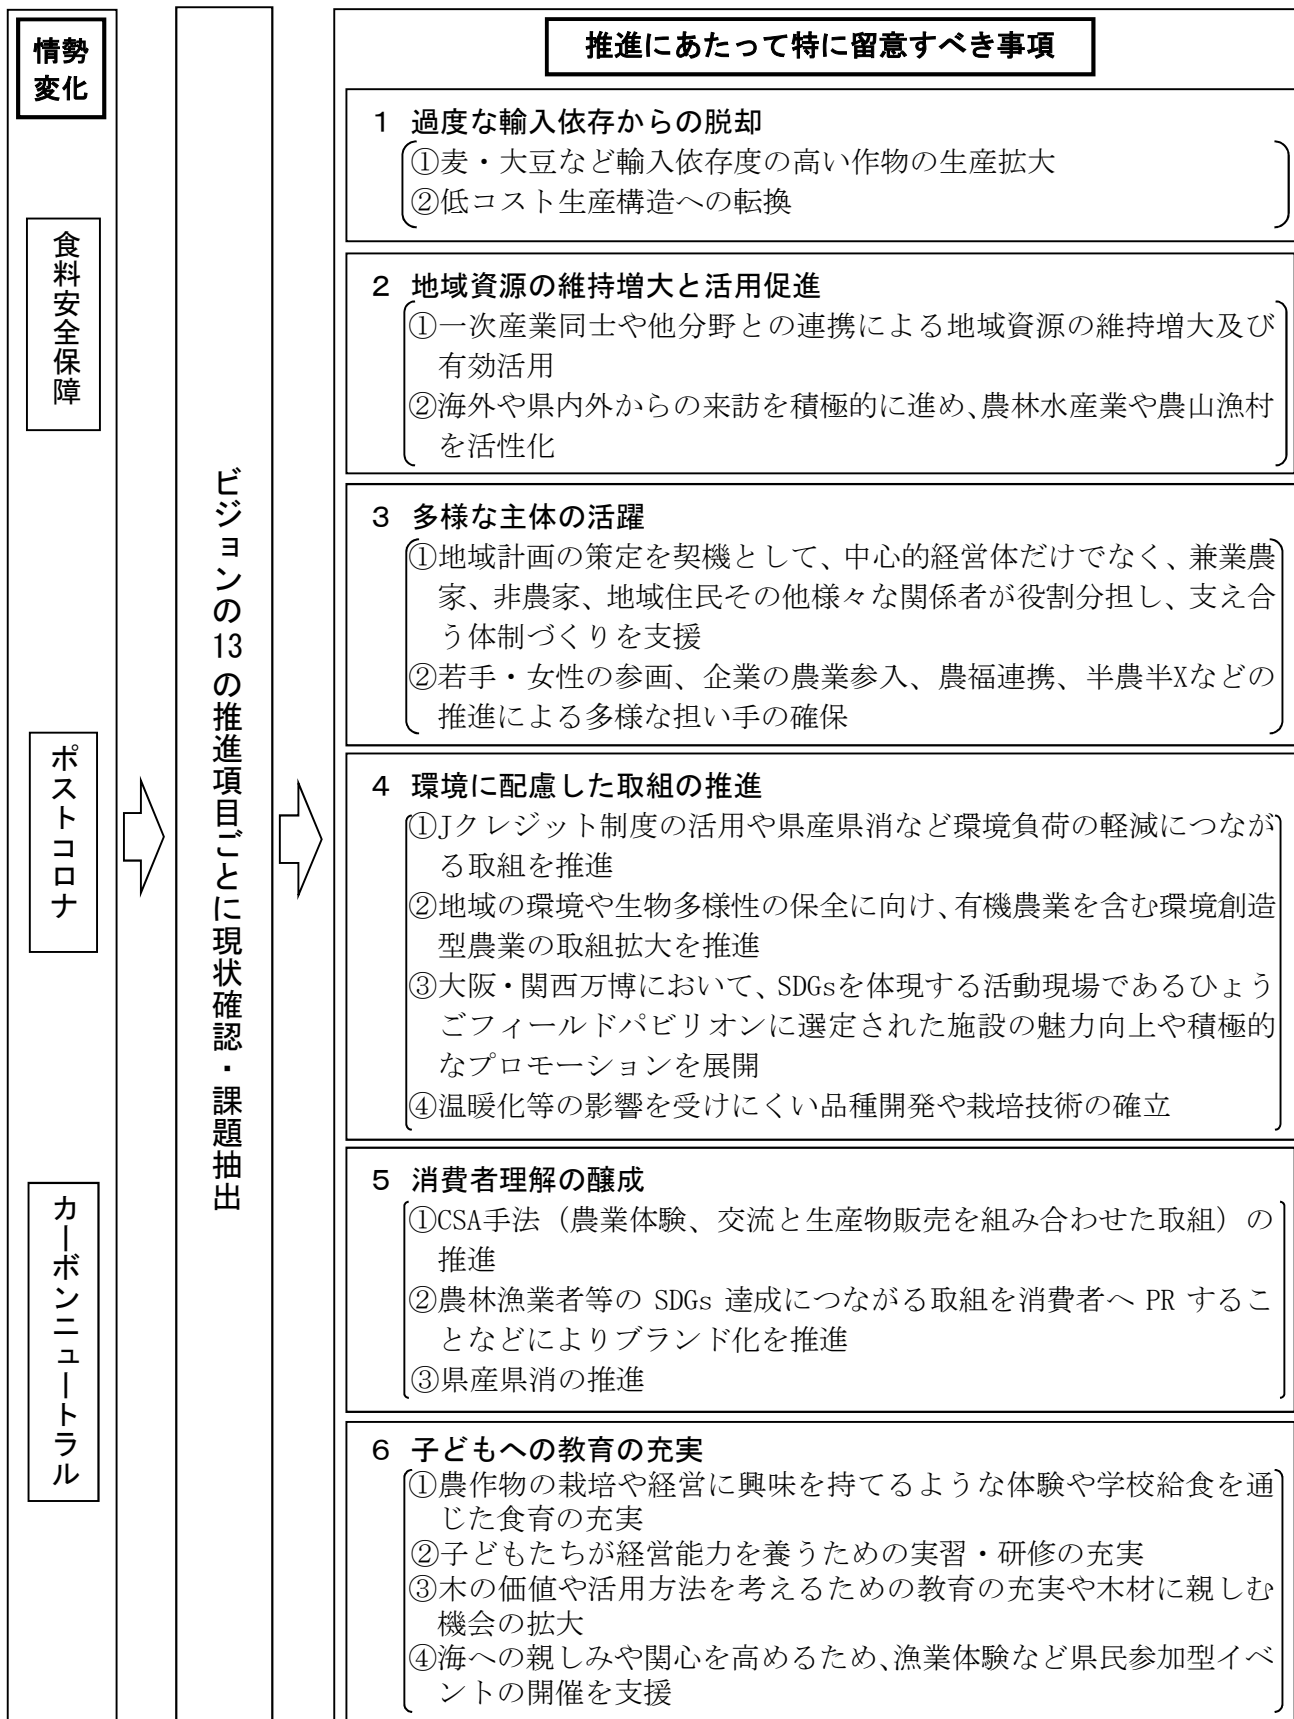 情勢
変化
食料安全保障
ポストコロナ
カーボンニュートラル
ビジョンの13の推進項目ごとに現状確認・課題抽出
推進にあたって特に留意すべき事項
1 過度な輸入依存からの脱却
①麦・大豆など輸入依存度の高い作物の生産拡大
②低コスト生産構造への転換
2 地域資源の維持増大と活用促進
①一次産業同士や他分野との連携による地域資源の維持増大及び
有効活用
②海外や県内外からの来訪を積極的に進め、農林水産業や農山漁村
を活性化
3 多様な主体の活躍
①地域計画の策定を契機として、中心的経営体だけでなく、兼業農
家、非農家、地域住民その他様々な関係者が役割分担し、支え合
う体制づくりを支援
②若手・女性の参画、企業の農業参入、農福連携、半農半Xなどの
推進による多様な担い手の確保
4 環境に配慮した取組の推進
①Jクレジット制度の活用や県産県消など環境負荷の軽減につなが
る取組を推進
②地域の環境や生物多様性の保全に向け、有機農業を含む環境創造
型農業の取組拡大を推進
③大阪・関西万博において、SDGsを体現する活動現場であるひょう
ごフィールドパビリオンに選定された施設の魅力向上や積極的
なプロモーションを展開
④温暖化等の影響を受けにくい品種開発や栽培技術の確立
5 消費者理解の醸成
①CSA手法（農業体験、交流と生産物販売を組み合わせた取組）の
推進
②農林漁業者等の SDGs 達成につながる取組を消費者へ PR するこ
となどによりブランド化を推進
③県産県消の推進
6 子どもへの教育の充実
①農作物の栽培や経営に興味を持てるような体験や学校給食を通
じた食育の充実
②子どもたちが経営能力を養うための実習・研修の充実
③木の価値や活用方法を考えるための教育の充実や木材に親しむ
機会の拡大
④海への親しみや関心を高めるため、漁業体験など県民参加型イベ
ントの開催を支援